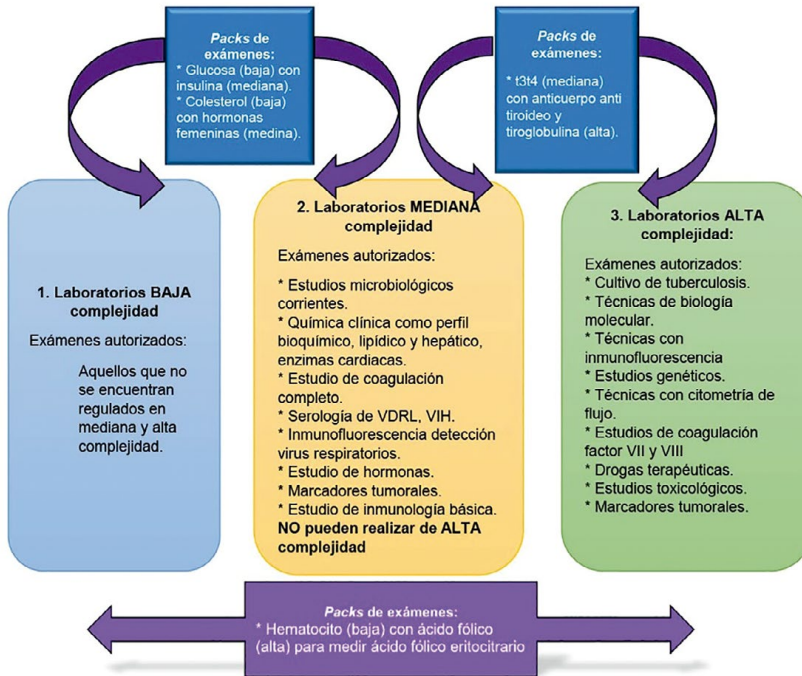 Packs de
exámenes:
* Glucosa (baja) con
insulina (mediana).
* Colesterol (baja)
con hormonas
femeninas (medina).
Packs de
exámenes:
* t3t4 (mediana)
con anticuerpo anti
tiroideo y
tiroglobulina (alta).
1. Laboratorios BAJA
complejidad
Exámenes autorizados:
Aquellos que no
se encuentran
regulados en
mediana y alta
complejidad.
2. Laboratorios MEDIANA
complejidad
Exámenes autorizados:
* Estudios microbiológicos
corrientes.
* Química clínica como perfil
bioquímico, lipídico y hepático,
enzimas cardiacas.
* Estudio de coagulación
completo.
* Serología de VDRL, VIH.
* Inmunofluorescencia detección
virus respiratorios.
* Estudio de hormonas.
* Marcadores tumorales.
* Estudio de inmunología básica.
NO pueden realizar de ALTA
complejidad
3. Laboratorios ALTA
complejidad:
Exámenes autorizados:
* Cultivo de tuberculosis.
* Técnicas de biología
molecular.
* Técnicas con
inmunofluorescencia
* Estudios genéticos.
* Técnicas con citometría de
flujo.
* Estudios de coagulación
factor VII y VIII
* Drogas terapéuticas.
* Estudios toxicológicos.
* Marcadores tumorales.
Packs de exámenes:
* Hematocito (baja) con ácido fólico
(alta) para medir ácido fólico eritocitrario